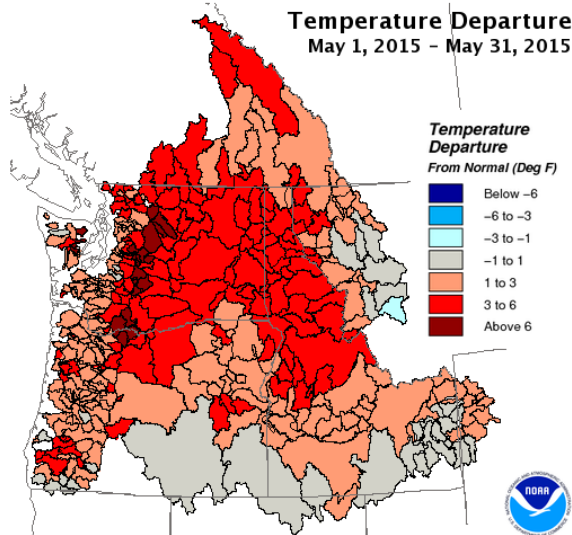 Temperature Departure
May 1, 2015 - May 31, 2015
Temperature
Departure
From Normal (Deg F)
Below -6
-6 to -3
-3 to -1
-1 to 1
1 to 3
3 to 6
Above 6
NOAA